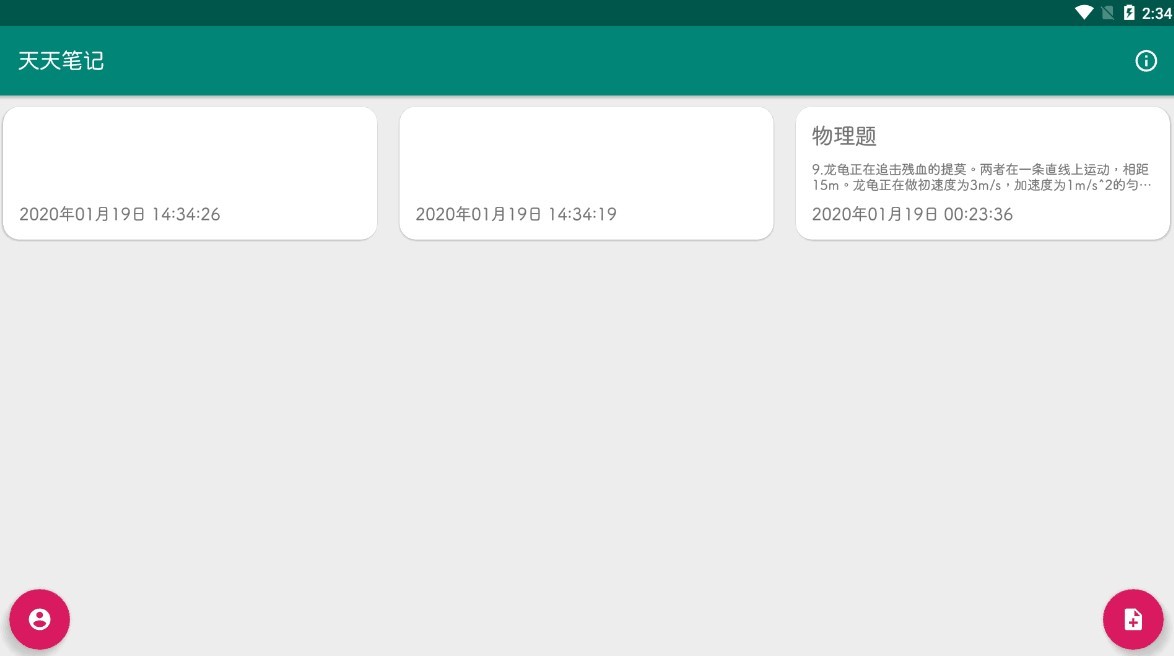 2:34
天天笔记
2020年01月19日 14:34:26
2020年01月19日 14:34:19
物理题
9.龙龟正在追击残血的提莫。两者在一条直线上运动，相距
15m。龙龟正在做初速度为3m/s，加速度为1m/s^2的匀…
2020年01月19日 00:23:36